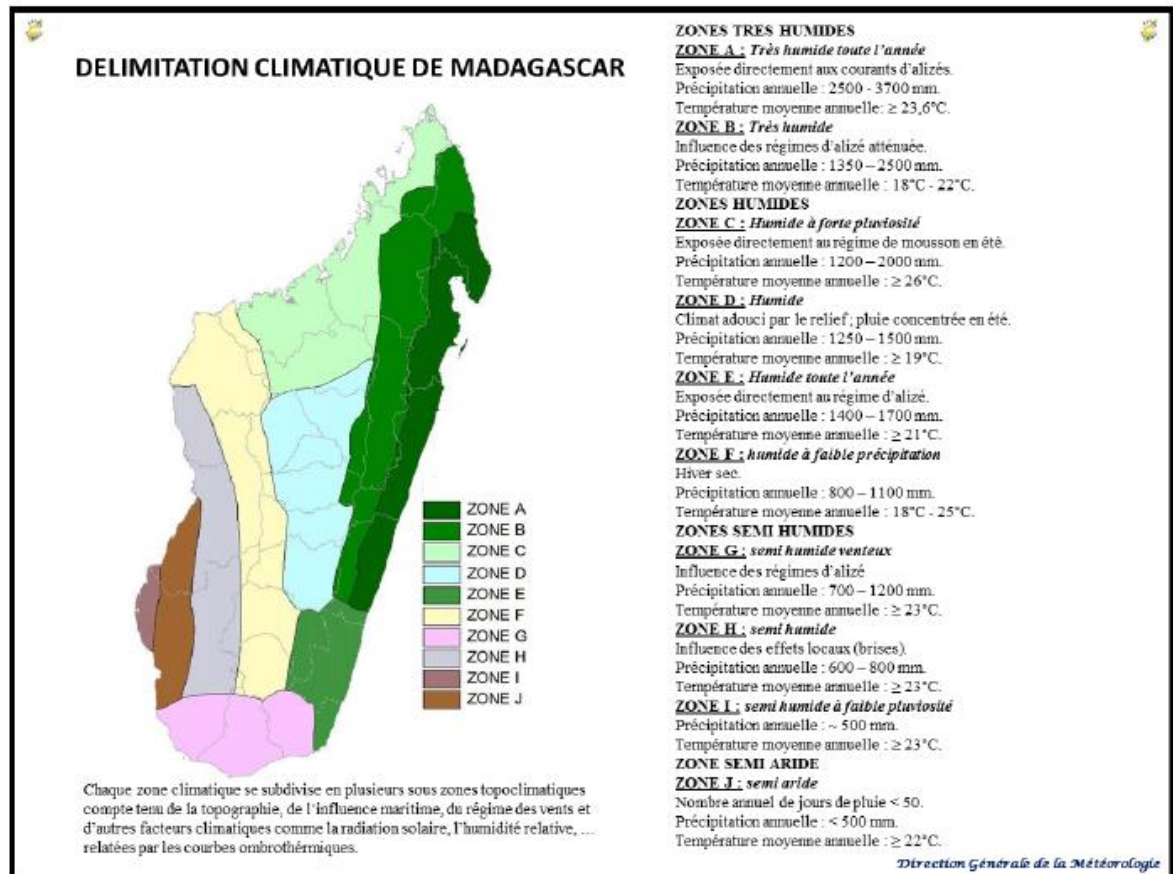 DELIMITATION CLIMATIQUE DE MADAGASCAR
ZONE A
ZONE B
ZONE C
ZONE D
ZONE E
ZONE F
ZONE G
ZONE H
ZONE I
ZONE J
Chaque zone climatique se subdivise en plusieurs sous zones topoclimatiques
compte tenu de la topographie, de l'influence maritime, du régime des vents et
d'autres facteurs climatiques comme la radiation solaire, l'humidité relative, …
relatées par les courbes ombrothérmiques.
ZONES TRES HUMIDES
ZONE A : Très humide toute l'année
Exposée directement aux courants d'alizés.
Précipitation annuelle : 2500 - 3700 mm.
Température moyenne annuelle: ≥ 23,6°C.
ZONE B : Très humide
Influence des régimes d'alizé atténuée.
Précipitation annuelle : 1350 – 2500 mm.
Température moyenne annuelle : 18°C - 22°C.
ZONES HUMIDES
ZONE C : Humide à forte pluviosité
Exposée directement au régime de mousson en été.
Précipitation annuelle : 1200 – 2000 mm.
Température moyenne annuelle : ≥ 26°C.
ZONE D : Humide
Climat adouci par le relief ; pluie concentrée en été.
Précipitation annuelle : 1250 – 1500 mm.
Température moyenne annuelle : ≥ 19°C.
ZONE E : Humide toute l'année
Exposée directement au régime d'alizé.
Précipitation annuelle : 1400 – 1700 mm.
Température moyenne annuelle : ≥ 21°C.
ZONE F : humide à faible précipitation
Hiver sec.
Précipitation annuelle : 800 – 1100 mm.
Température moyenne annuelle : 18°C - 25°C.
ZONES SEMI HUMIDES
ZONE G : semi humide venteux
Influence des régimes d'alizé
Précipitation annuelle : 700 – 1200 mm.
Température moyenne annuelle : ≥ 23°C.
ZONE H : semi humide
Influence des effets locaux (brises).
Précipitation annuelle : 600 – 800 mm.
Température moyenne annuelle : ≥ 23°C.
ZONE I : semi humide à faible pluviosité
Précipitation annuelle : ~ 500 mm.
Température moyenne annuelle : ≥ 23°C.
ZONE SEMI ARIDE
ZONE J : semi aride
Nombre annuel de jours de pluie < 50.
Précipitation annuelle : < 500 mm.
Température moyenne annuelle : ≥ 22°C.
Direction Générale de la Météorologie